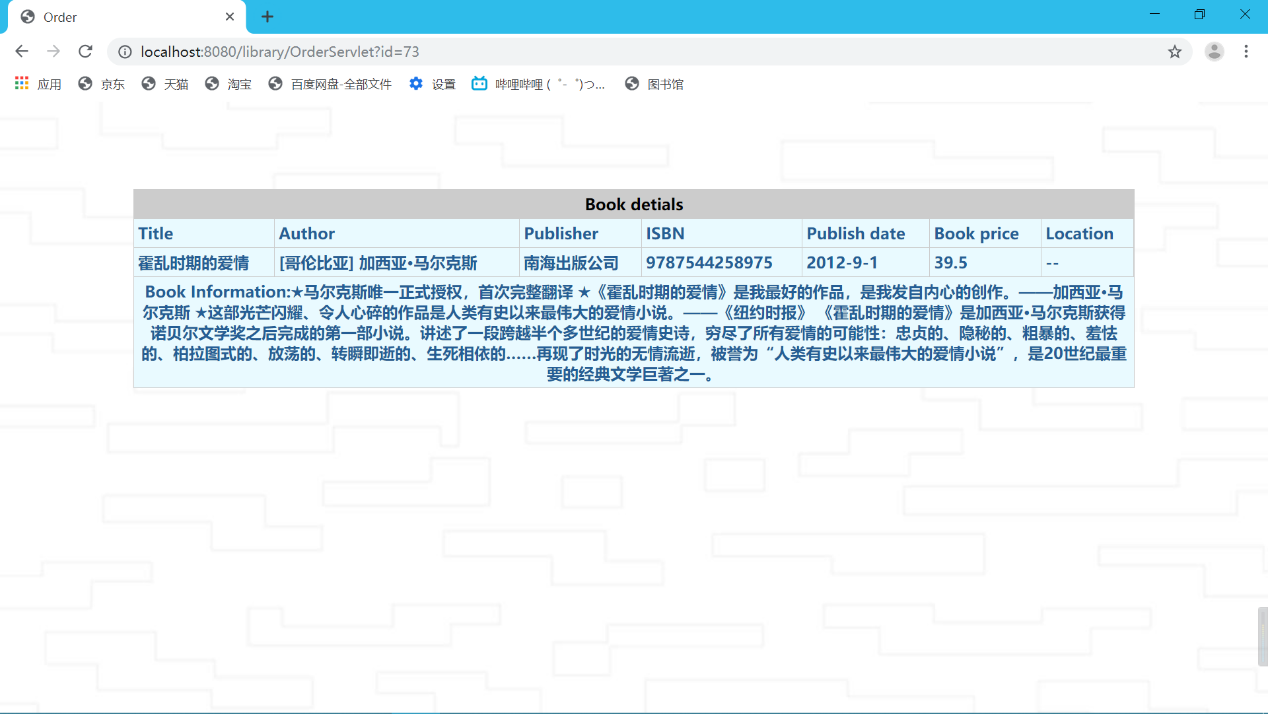 Order
localhost:8080/library/OrderServlet?id=73
应用 京东 天猫 淘宝 百度网盘-全部文件 设置 哔哩哔哩 ( ゜- ゜)つ... 图书馆
Book detials
Title Author Publisher ISBN Publish date Book price Location
霍乱时期的爱情 [哥伦比亚] 加西亚•马尔克斯 南海出版公司 9787544258975 2012-9-1 39.5 --
Book Information:★马尔克斯唯一正式授权，首次完整翻译 ★《霍乱时期的爱情》是我最好的作品，是我发自内心的创作。——加西亚•马
尔克斯 ★这部光芒闪耀、令人心碎的作品是人类有史以来最伟大的爱情小说。——《纽约时报》 《霍乱时期的爱情》是加西亚•马尔克斯获得
诺贝尔文学奖之后完成的第一部小说。讲述了一段跨越半个多世纪的爱情史诗，穷尽了所有爱情的可能性：忠贞的、隐秘的、粗暴的、羞怯
的、柏拉图式的、放荡的、转瞬即逝的、生死相依的……再现了时光的无情流逝，被誉为“人类有史以来最伟大的爱情小说”，是20世纪最重
要的经典文学巨著之一。